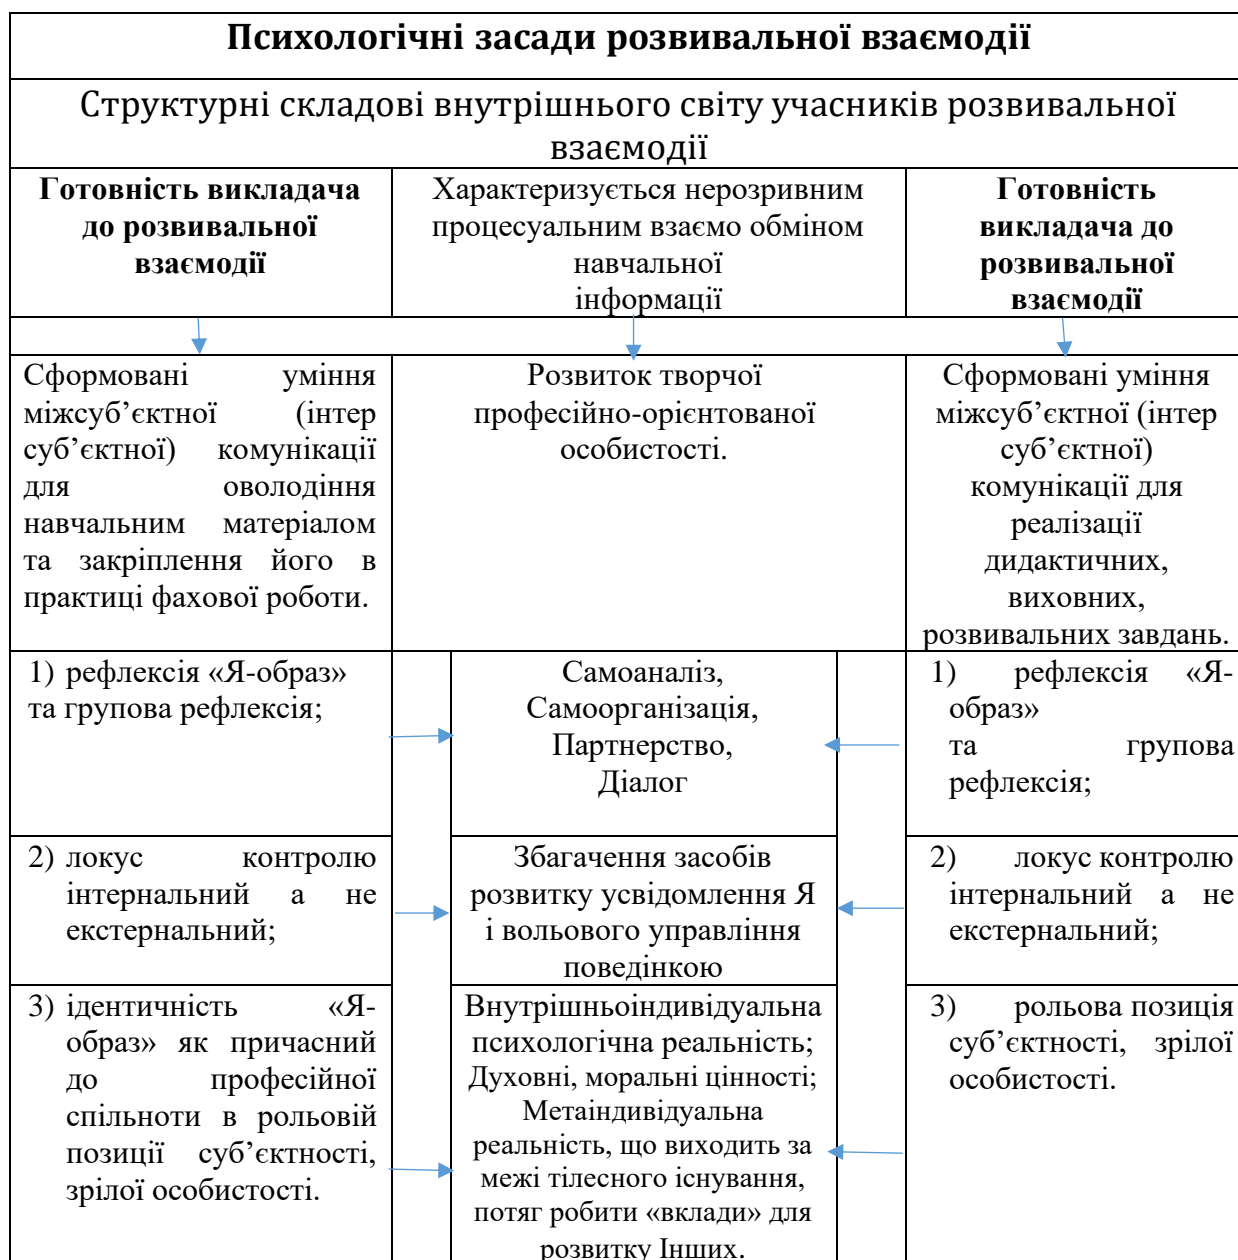 Психологічні засади розвивальної взаємодії
Структурні складові внутрішнього світу учасників розвивальної
взаємодії
Готовність викладача
до розвивальної
взаємодії
Характеризується нерозривним
процесуальним взаємо обміном
навчальної
інформації
Готовність
викладача до
розвивальної
взаємодії
Сформовані уміння
міжсуб’єктної (інтер
суб’єктної) комунікації
для оволодіння
навчальним матеріалом
та закріплення його в
практиці фахової роботи.
Розвиток творчої
професійно-орієнтованої
особистості.
Сформовані уміння
міжсуб’єктної (інтер
суб’єктної)
комунікації для
реалізації
дидактичних,
виховних,
розвивальних завдань.
1) рефлексія «Я-образ»
та групова рефлексія;
Самоаналіз,
Самоорганізація,
Партнерство,
Діалог
1) рефлексія «Я-
образ»
та групова
рефлексія;
2) локус контролю
інтернальний а не
екстернальний;
Збагачення засобів
розвитку усвідомлення Я
і вольового управління
поведінкою
2) локус контролю
інтернальний а не
екстернальний;
3) ідентичність «Я-
образ» як причасний
до професійної
спільноти в рольовій
позиції суб’єктності,
зрілої особистості.
Внутрішньоіндивідуальна
психологічна реальність;
Духовні, моральні цінності;
Метаіндивідуальна
реальність, що виходить за
межі тілесного існування,
потяг робити «вклади» для
розвитку Інших.
3) рольова позиція
суб’єктності, зрілої
особистості.